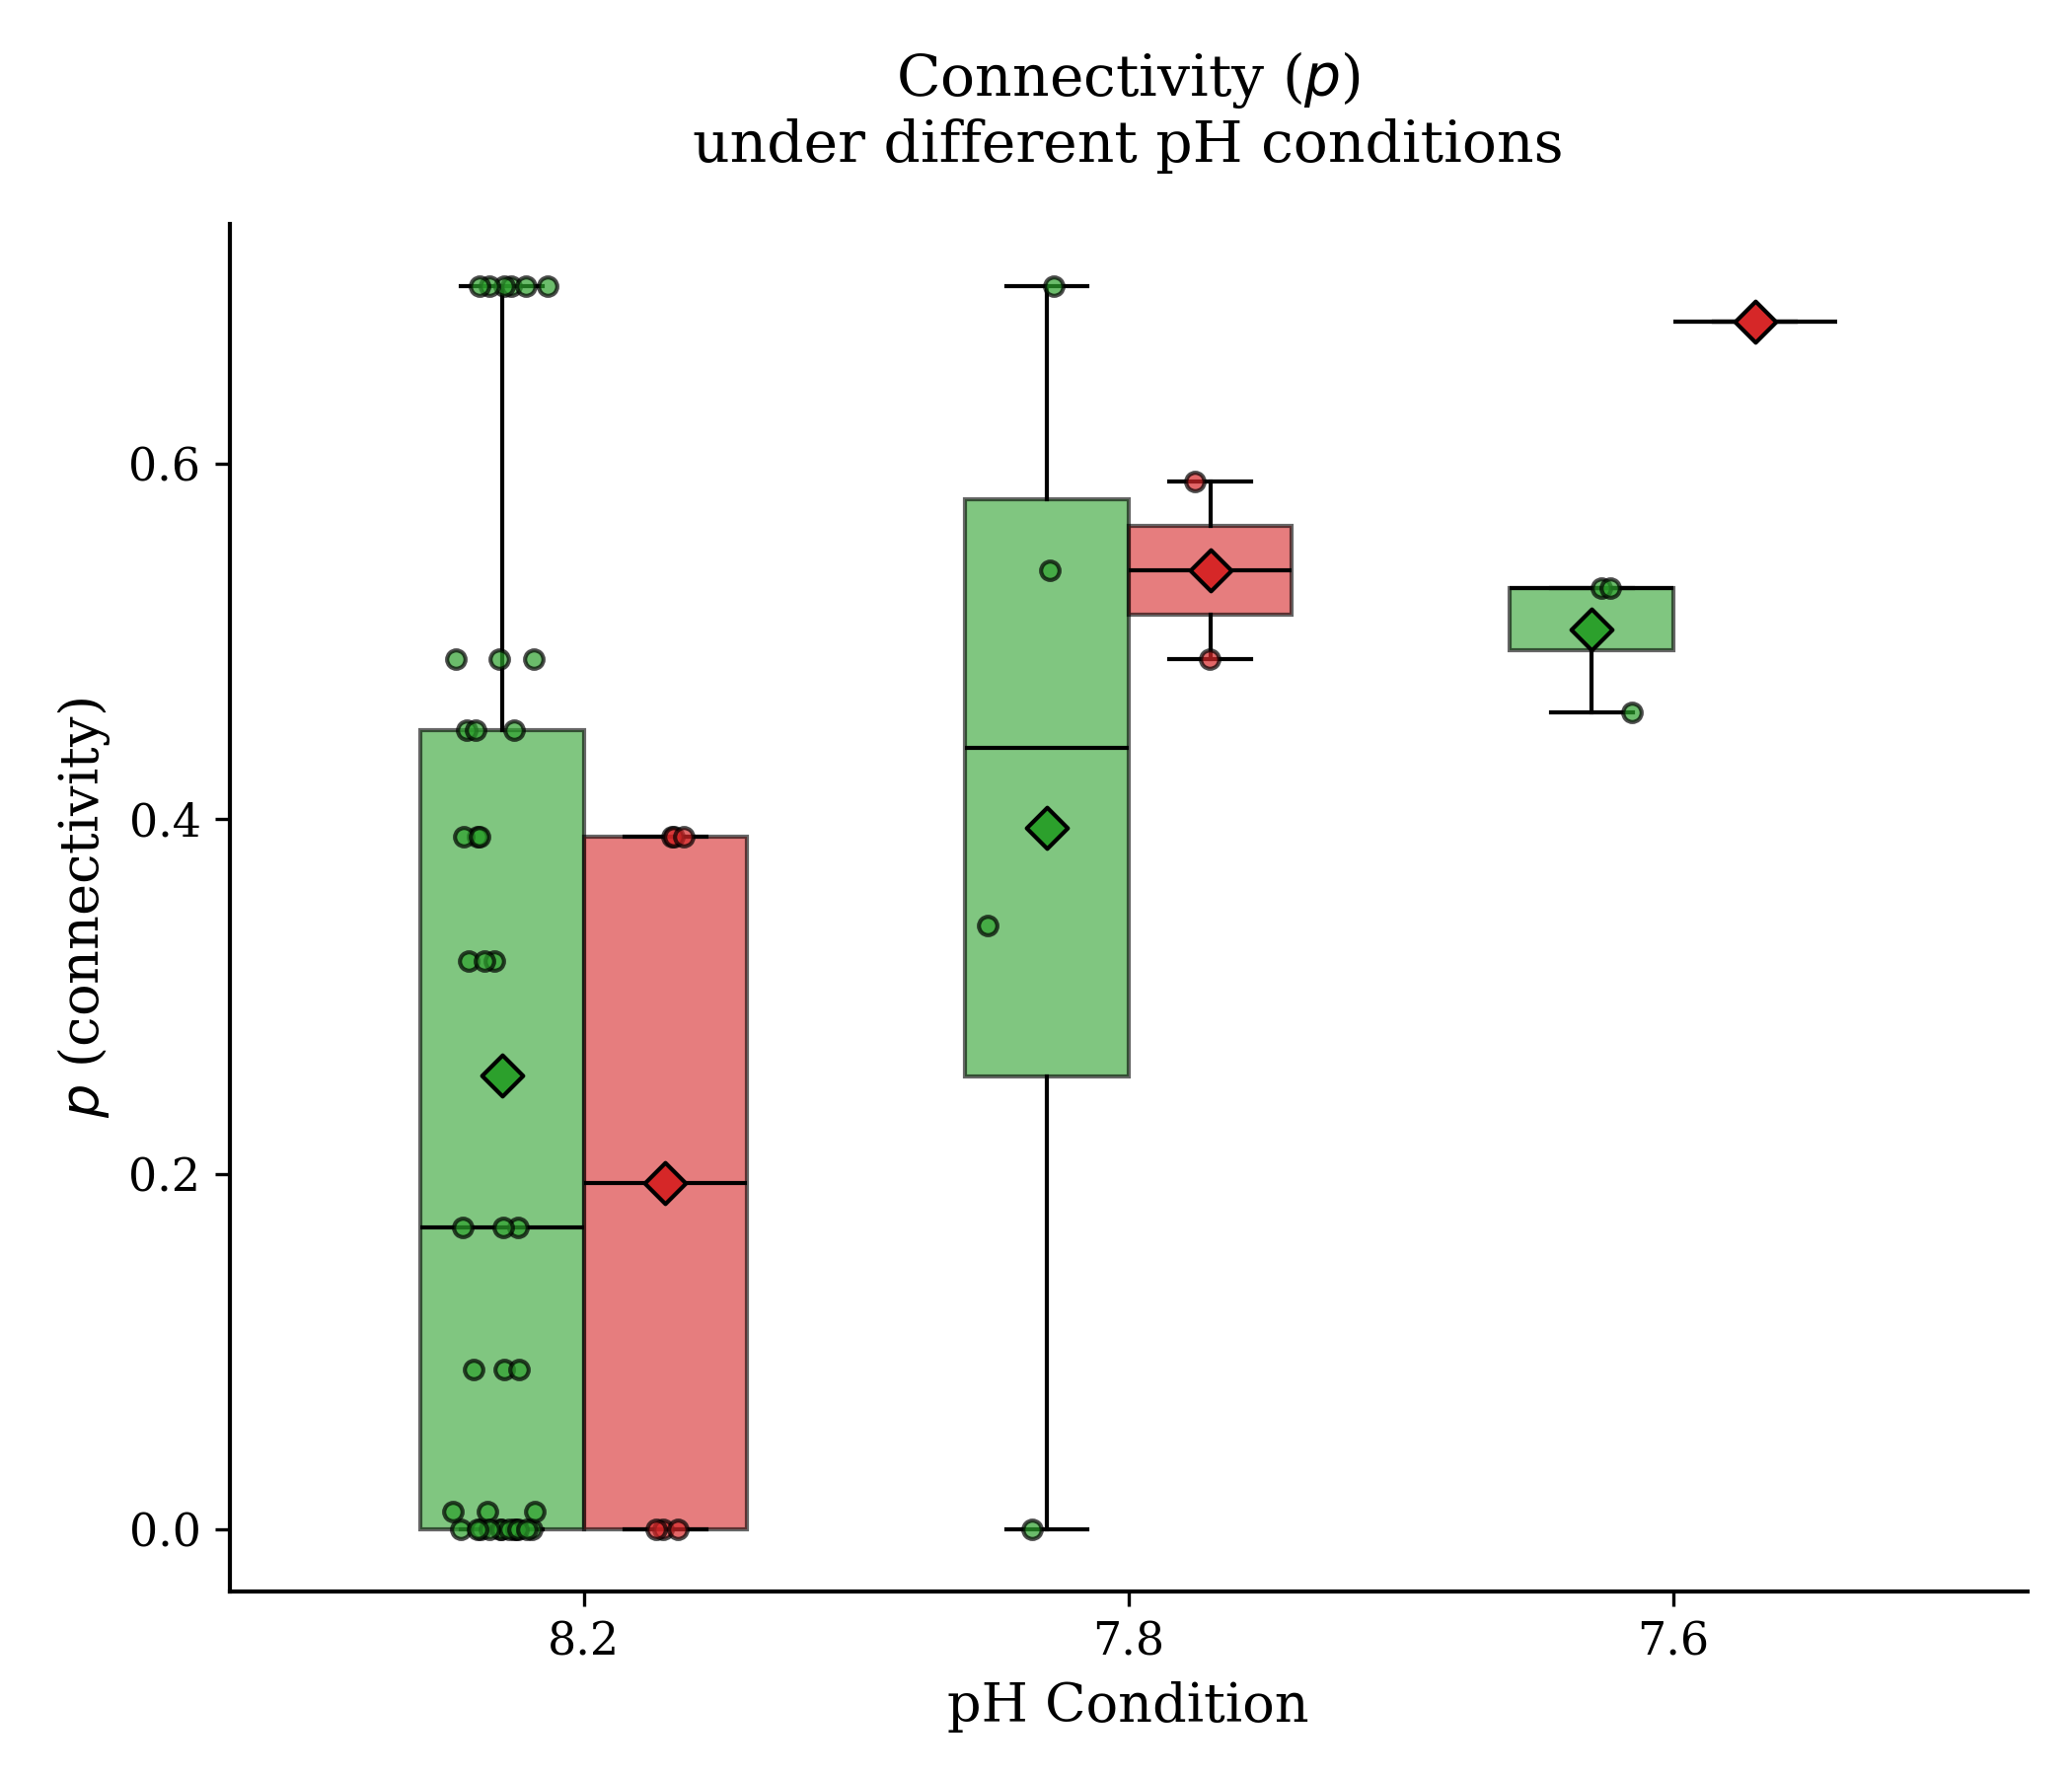 Connectivity (p)
under different pH conditions
p (connectivity)
0.6
0.4
0.2
0.0
8.2
7.8
7.6
pH Condition